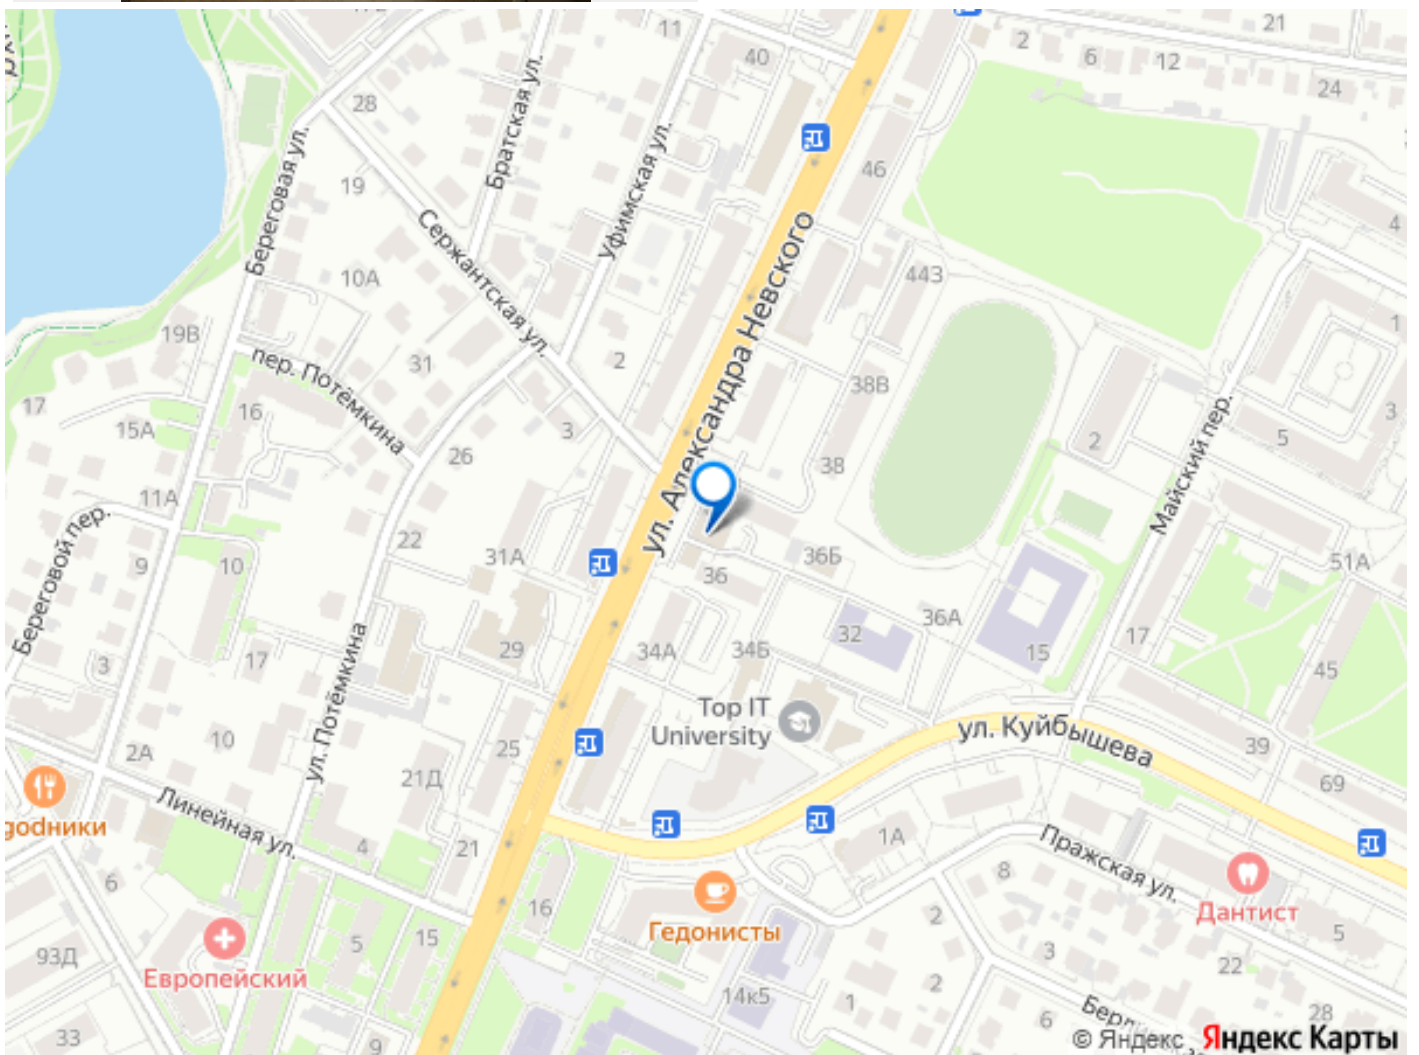 21
11
40
2
6
12
24
28
Братская ул.
46
19
Береговая ул.
Уфимская ул.
Сержантская ул.
4
443
10А
ул. Александра Невского
19В
1
пер. Потёмкина
31
2
38В
17
16
15А
3
26
38
2
Майский пер.
5
3
11А
Береговой пер.
22
9
10
31А
36
36Б
51А
36А
32
17
3
17
29
34А
34Б
15
45
ул. Потёмкина
Top IT
University
ул. Куйбышева
2А
10
25
39
21Д
69
godники
Линейная ул.
4
21
1А
Пражская ул.
8
6
16
Гедонисты
2
Дантист
5
93Д
Европейский
5
15
3
22
14к5
1
2
6
28
33
9
© Яндекс Яндекс Карты